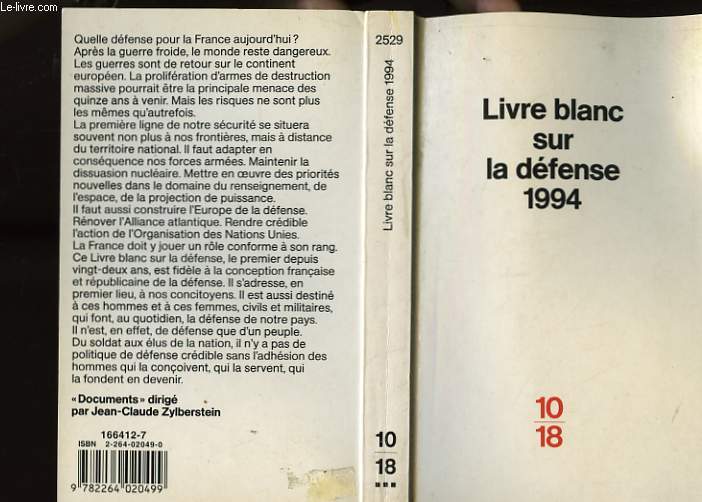 Le-livre.com
Quelle défense pour la France aujourd'hui ?
Après la guerre froide, le monde reste dangereux.
Les guerres sont de retour sur le continent
européen. La prolifération d'armes de destruction
massive pourrait être la principale menace des
quinze ans à venir. Mais les risques ne sont plus
les mêmes qu'autrefois.
La première ligne de notre sécurité se situera
souvent non plus à nos frontières, mais à distance
du territoire national. Il faut adapter en
conséquence nos forces armées. Maintenir la
dissuasion nucléaire. Mettre en œuvre des priorités
nouvelles dans le domaine du renseignement, de
l'espace, de la projection de puissance.
Il faut aussi construire l'Europe de la défense.
Rénover l'Alliance atlantique. Rendre crédible
l'action de l'Organisation des Nations Unies.
La France doit y jouer un rôle conforme à son rang.
Ce Livre blanc sur la défense, le premier depuis
vingt-deux ans, est fidèle à la conception française
et républicaine de la défense. Il s'adresse, en
premier lieu, à nos concitoyens. Il est aussi destiné
à ces hommes et à ces femmes, civils et militaires,
qui font, au quotidien, la défense de notre pays.
Il n'est, en effet, de défense que d'un peuple.
Du soldat aux élus de la nation, il n'y a pas de
politique de défense crédible sans l'adhésion des
hommes qui la conçoivent, qui la servent, qui
la fondent en devenir.
« Documents » dirigé
par Jean-Claude Zylberstein
166412-7
ISBN 2-264-02049-0
9 782264 020499
2529
Livre blanc sur la défense 1994
10
18
Livre blanc
sur
la défense
1994
10
18